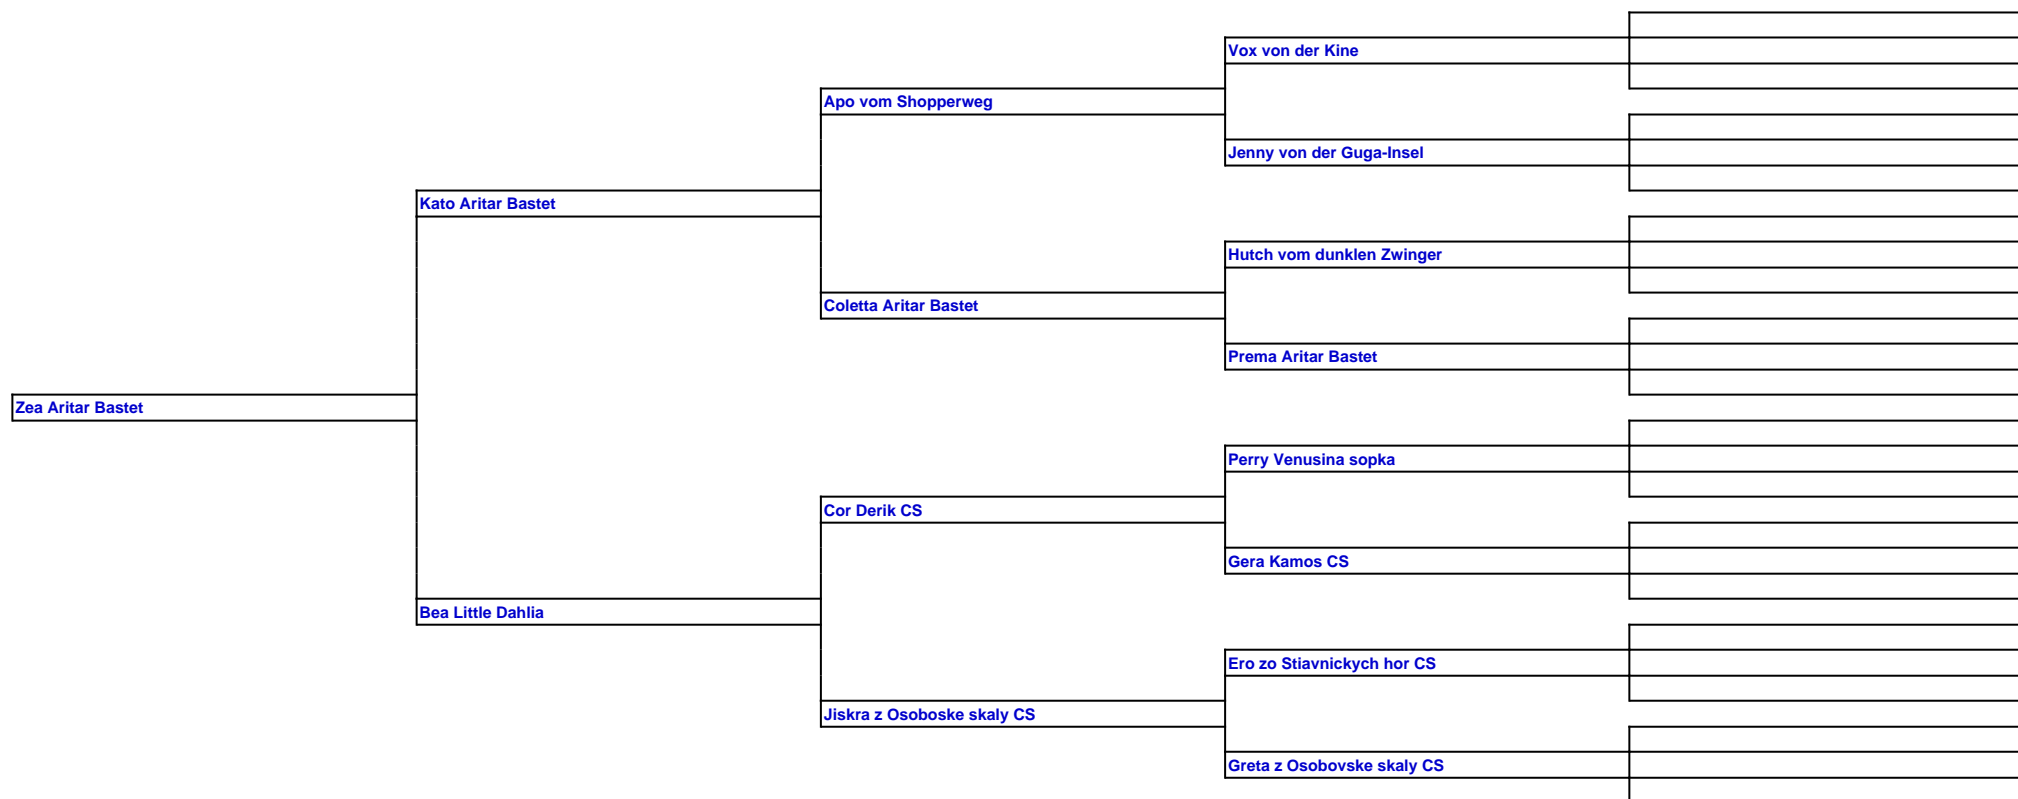 Vox von der Kine
Apo vom Shopperweg
Jenny von der Guga-Insel
Kato Aritar Bastet
Hutch vom dunklen Zwinger
Coletta Aritar Bastet
Prema Aritar Bastet
Zea Aritar Bastet
Perry Venusina sopka
Cor Derik CS
Gera Kamos CS
Bea Little Dahlia
Ero zo Stiavnickych hor CS
Jiskra z Osoboske skaly CS
Greta z Osobovske skaly CS